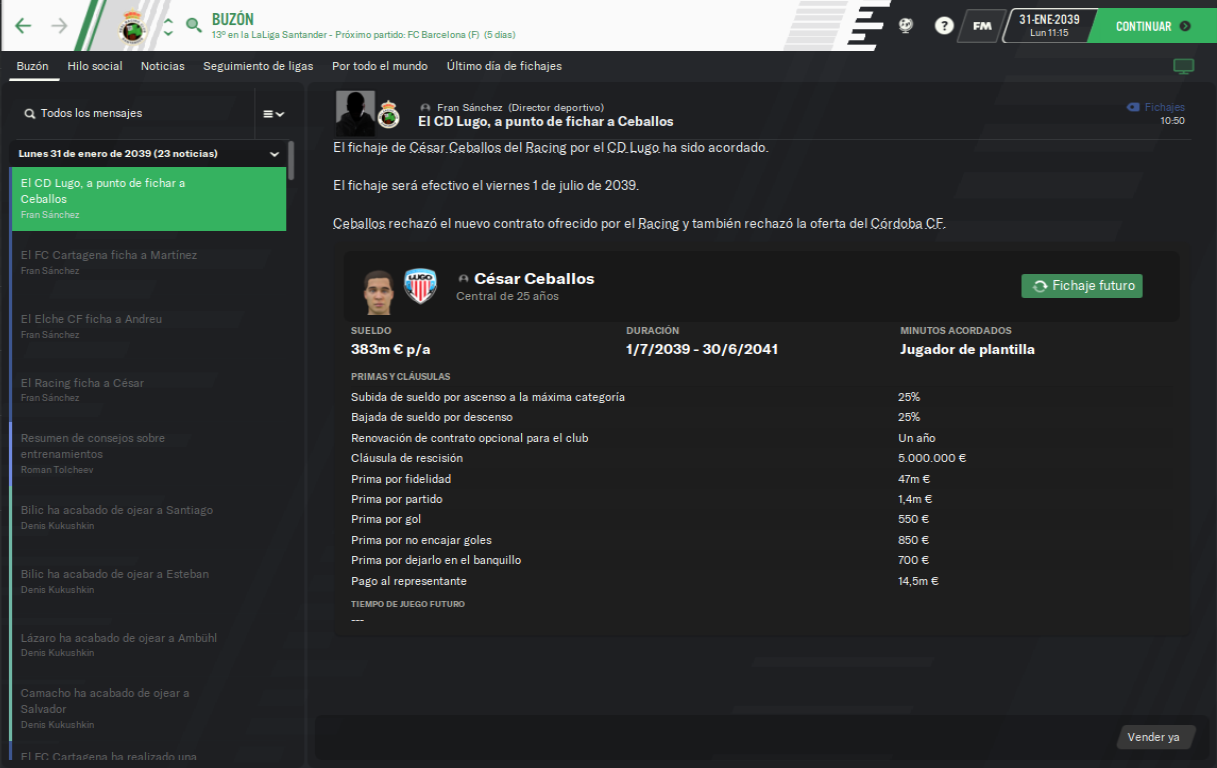 BUZÓN
13º en la LaLiga Santander - Próximo partido: FC Barcelona (F) (5 días)
?
FM
31-ENE-2039
Lun 11:15
CONTINUAR
Buzón
Hilo social
Noticias
Seguimiento de ligas
Por todo el mundo
Último día de fichajes
Todos los mensajes
Lunes 31 de enero de 2039 (23 noticias)
El CD Lugo, a punto de fichar a
Ceballos
Fran Sánchez
El FC Cartagena ficha a Martínez
Fran Sánchez
El Elche CF ficha a Andreu
Fran Sánchez
El Racing ficha a César
Fran Sánchez
Resumen de consejos sobre
entrenamientos
Roman Tolcheev
Bilic ha acabado de ojear a Santiago
Denis Kukushkin
Bilic ha acabado de ojear a Esteban
Denis Kukushkin
Lázaro ha acabado de ojear a Ambühl
Denis Kukushkin
Camacho ha acabado de ojear a
Salvador
Denis Kukushkin
El FC Cartagena ha realizado una
Fran Sánchez (Director deportivo)
El CD Lugo, a punto de fichar a Ceballos
Fichajes
10:50
El fichaje de César Ceballos del Racing por el CD Lugo ha sido acordado.
El fichaje será efectivo el viernes 1 de julio de 2039.
Ceballos rechazó el nuevo contrato ofrecido por el Racing y también rechazó la oferta del Córdoba CF.
LUGO
César Ceballos
Central de 25 años
Fichaje futuro
SUELDO
383m € p/a
DURACIÓN
1/7/2039 - 30/6/2041
MINUTOS ACORDADOS
Jugador de plantilla
PRIMAS Y CLÁUSULAS
Subida de sueldo por ascenso a la máxima categoría 25%
Bajada de sueldo por descenso 25%
Renovación de contrato opcional para el club Un año
Cláusula de rescisión 5.000.000 €
Prima por fidelidad 47m €
Prima por partido 1,4m €
Prima por gol 550 €
Prima por no encajar goles 850 €
Prima por dejarlo en el banquillo 700 €
Pago al representante 14,5m €
TIEMPO DE JUEGO FUTURO
---
Vender ya